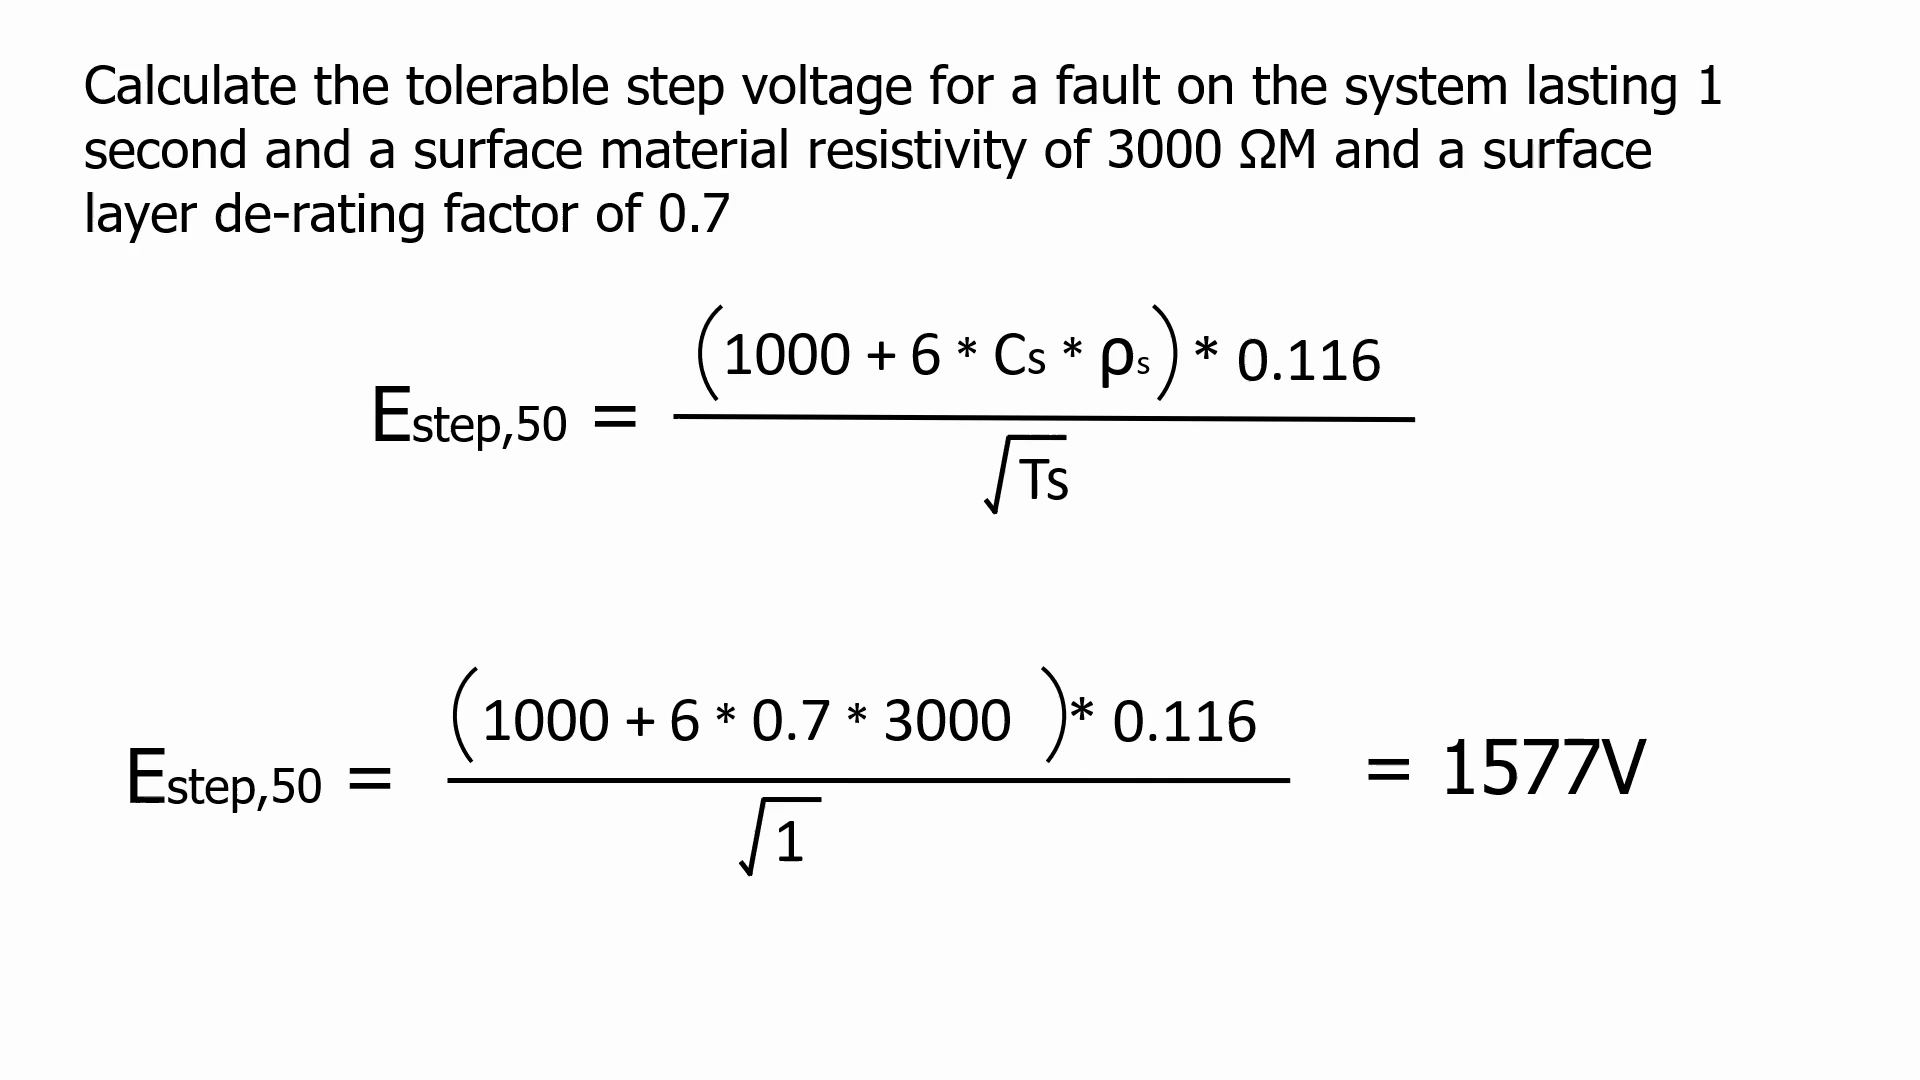 Calculate the tolerable step voltage for a fault on the system lasting 1
second and a surface material resistivity of 3000 ΩM and a surface
layer de-rating factor of 0.7
(1000 + 6 * Cs * ρs) * 0.116
Estep,50 =
√Ts
(1000 + 6 * 0.7 * 3000 )* 0.116
Estep,50 = = 1577V
√1